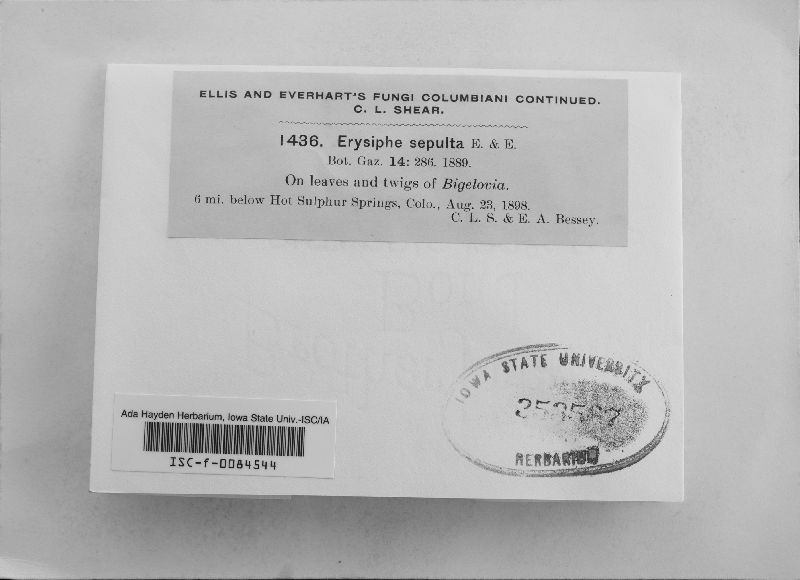 ELLIS AND EVERHART'S FUNGI COLUMBIANI CONTINUED.
C. L. SHEAR.
1436. Erysiphe sepulta E. & E.
Bot. Gaz. 14: 286. 1889.
On leaves and twigs of Bigelovia.
6 mi. below Hot Sulphur Springs, Colo., Aug. 23, 1898.
C. L. S. & E. A. Bessey.
IOWA STATE UNIVERSITY
HERBARIUM
Ada Hayden Herbarium, Iowa State Univ.-ISC/IA
ISC-f-0084544